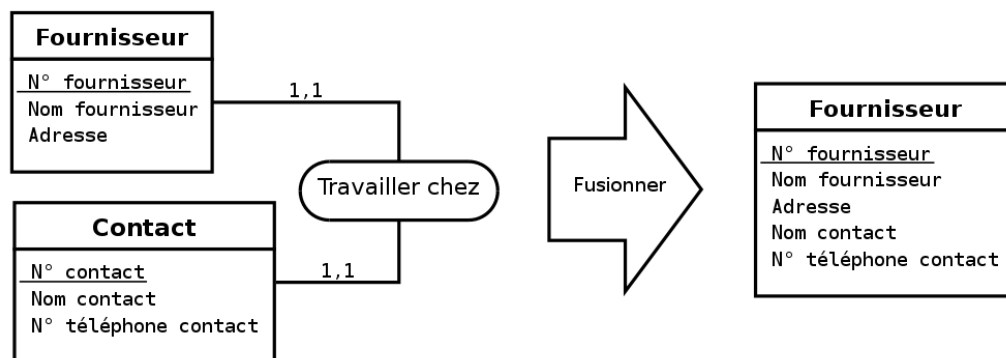 Fournisseur
N° fournisseur
Nom fournisseur
Adresse
1,1
Travailler chez
Contact
N° contact
Nom contact
N° téléphone contact
1,1
Fusionner
Fournisseur
N° fournisseur
Nom fournisseur
Adresse
Nom contact
N° téléphone contact